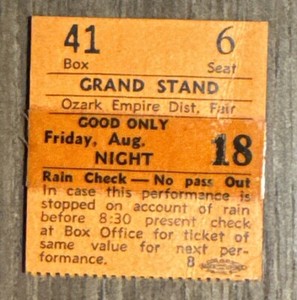 41 6
Box Seat
GRAND STAND
Ozark Empire Dist. Fair
GOOD ONLY
Friday, Aug. 18
NIGHT
Rain Check — No pass Out
In case this performance is
stopped on account of rain
before 8:30 present check
at Box Office for ticket of
same value for next per-
formance. 8